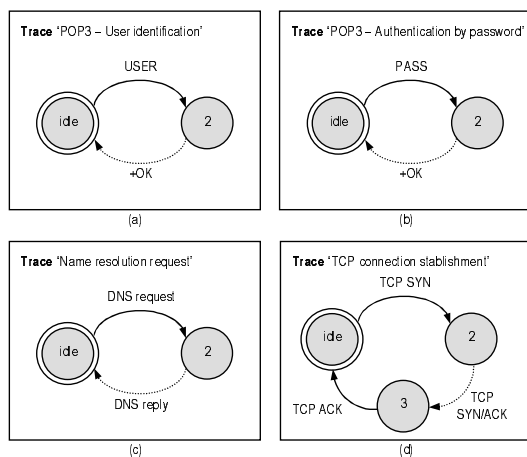 Trace 'POP3 – User identification'
USER
idle
2
+OK
(a)
Trace 'POP3 – Authentication by password'
PASS
idle
2
+OK
(b)
Trace 'Name resolution request'
DNS request
idle
2
DNS reply
(c)
Trace 'TCP connection stablishment'
TCP SYN
idle
2
3
TCP ACK
TCP
SYN/ACK
(d)